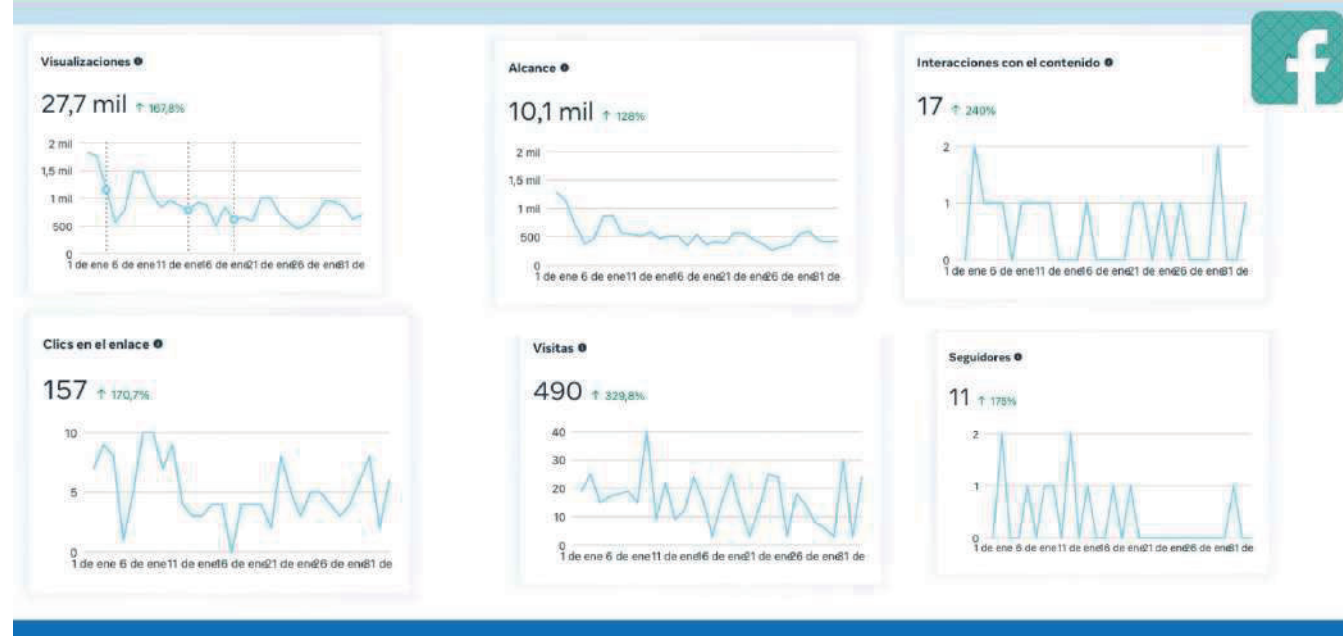 Visualizaciones
27,7 mil ↑ 167,8%
2 mil
1,5 mil
1 mil
500
0
1 de ene 6 de ene 11 de ene 16 de ene 21 de ene 26 de ene 31 de
Alcance
10,1 mil ↑ 128%
2 mil
1,5 mil
1 mil
500
0
1 de ene 6 de ene 11 de ene 16 de ene 21 de ene 26 de ene 31 de
Interacciones con el contenido
17 ↑ 240%
2
1
0
1 de ene 6 de ene 11 de ene 16 de ene 21 de ene 26 de ene 31 de
f
Clics en el enlace
157 ↑ 170,7%
10
5
0
1 de ene 6 de ene 11 de ene 16 de ene 21 de ene 26 de ene 31 de
Visitas
490 ↑ 329,8%
40
30
20
10
0
1 de ene 6 de ene 11 de ene 16 de ene 21 de ene 26 de ene 31 de
Seguidores
11 ↑ 175%
2
1
0
1 de ene 6 de ene 11 de ene 16 de ene 21 de ene 26 de ene 31 de